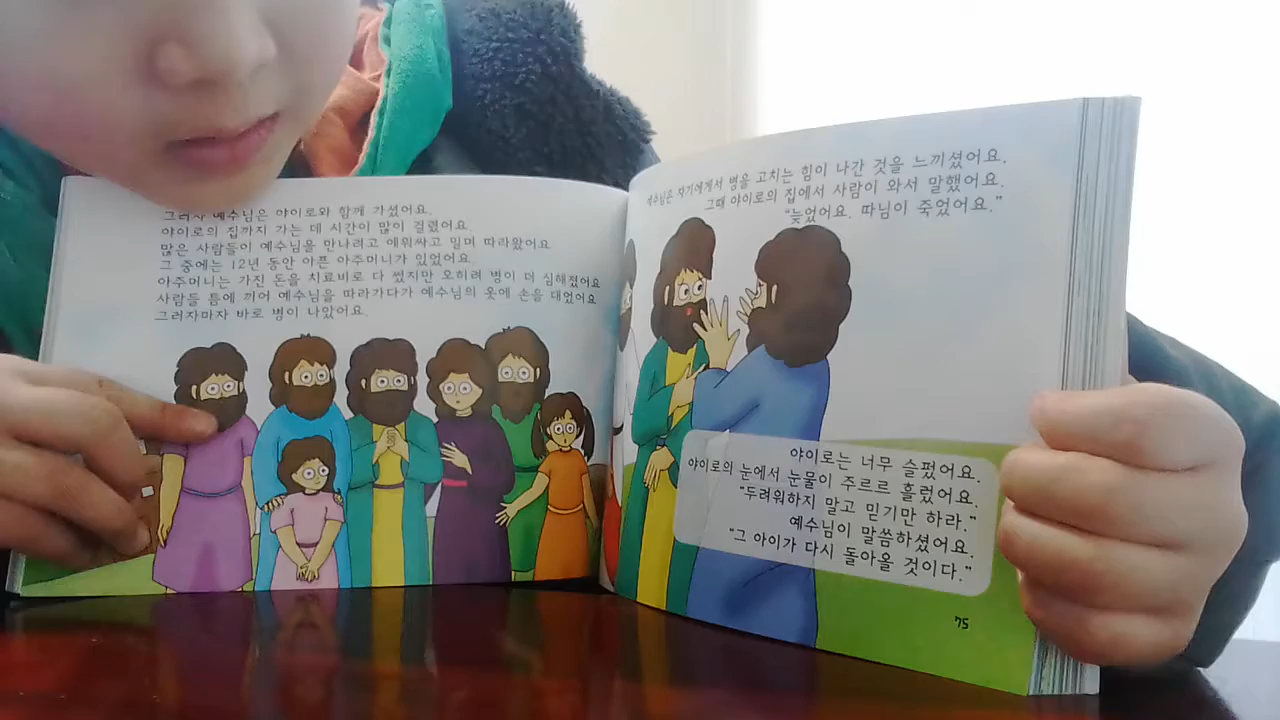 그러자 예수님은 야이로와 함께 가셨어요.
야이로의 집까지 가는 데 시간이 많이 걸렸어요.
많은 사람들이 예수님을 만나려고 에워싸고 밀며 따라왔어요.
그 중에는 12년 동안 아픈 아주머니가 있었어요.
아주머니는 가진 돈을 치료비로 다 썼지만 오히려 병이 더 심해졌어요.
사람들 틈에 끼어 예수님을 따라가다가 예수님의 옷에 손을 대었어요.
그러자마자 바로 병이 나았어요.
예수님은 자기에게서 병을 고치는 힘이 나간 것을 느끼셨어요.
그때 야이로의 집에서 사람이 와서 말했어요.
"늦었어요. 따님이 죽었어요."
야이로는 너무 슬펐어요.
야이로의 눈에서 눈물이 주르르 흘렀어요.
"두려워하지 말고 믿기만 하라."
예수님이 말씀하셨어요.
"그 아이가 다시 돌아올 것이다."
75